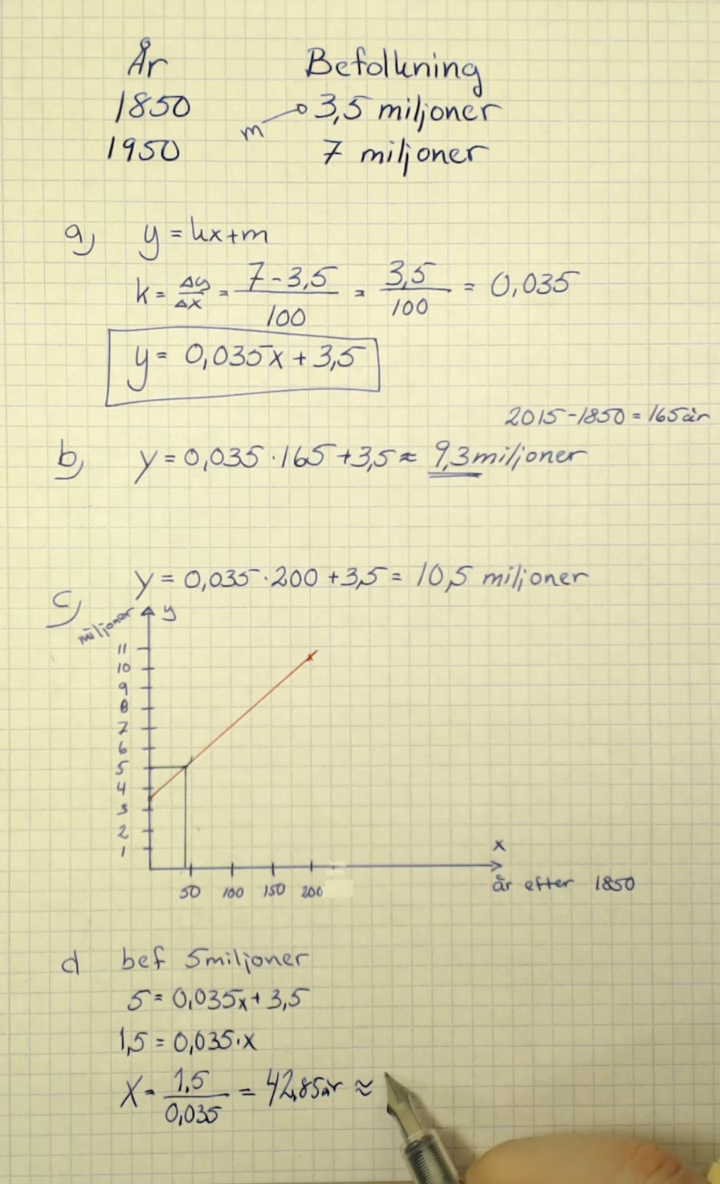 År Befolkning
1850 m 3,5 miljoner
1950 7 miljoner
a) y = kx+m
k = Δy/Δx = (7-3,5)/100 = 3,5/100 = 0,035
y = 0,035x + 3,5
2015-1850 = 165 år
b) y = 0,035 · 165 + 3,5 ≈ 9,3 miljoner
c) y = 0,035 · 200 + 3,5 = 10,5 miljoner
miljoner y
11
10
9
8
7
6
5
4
3
2
1
x
50 100 150 200
år efter 1850
d bef 5 miljoner
5 = 0,035x + 3,5
1,5 = 0,035 · x
x = 1,5/0,035 = 42,85 år ≈